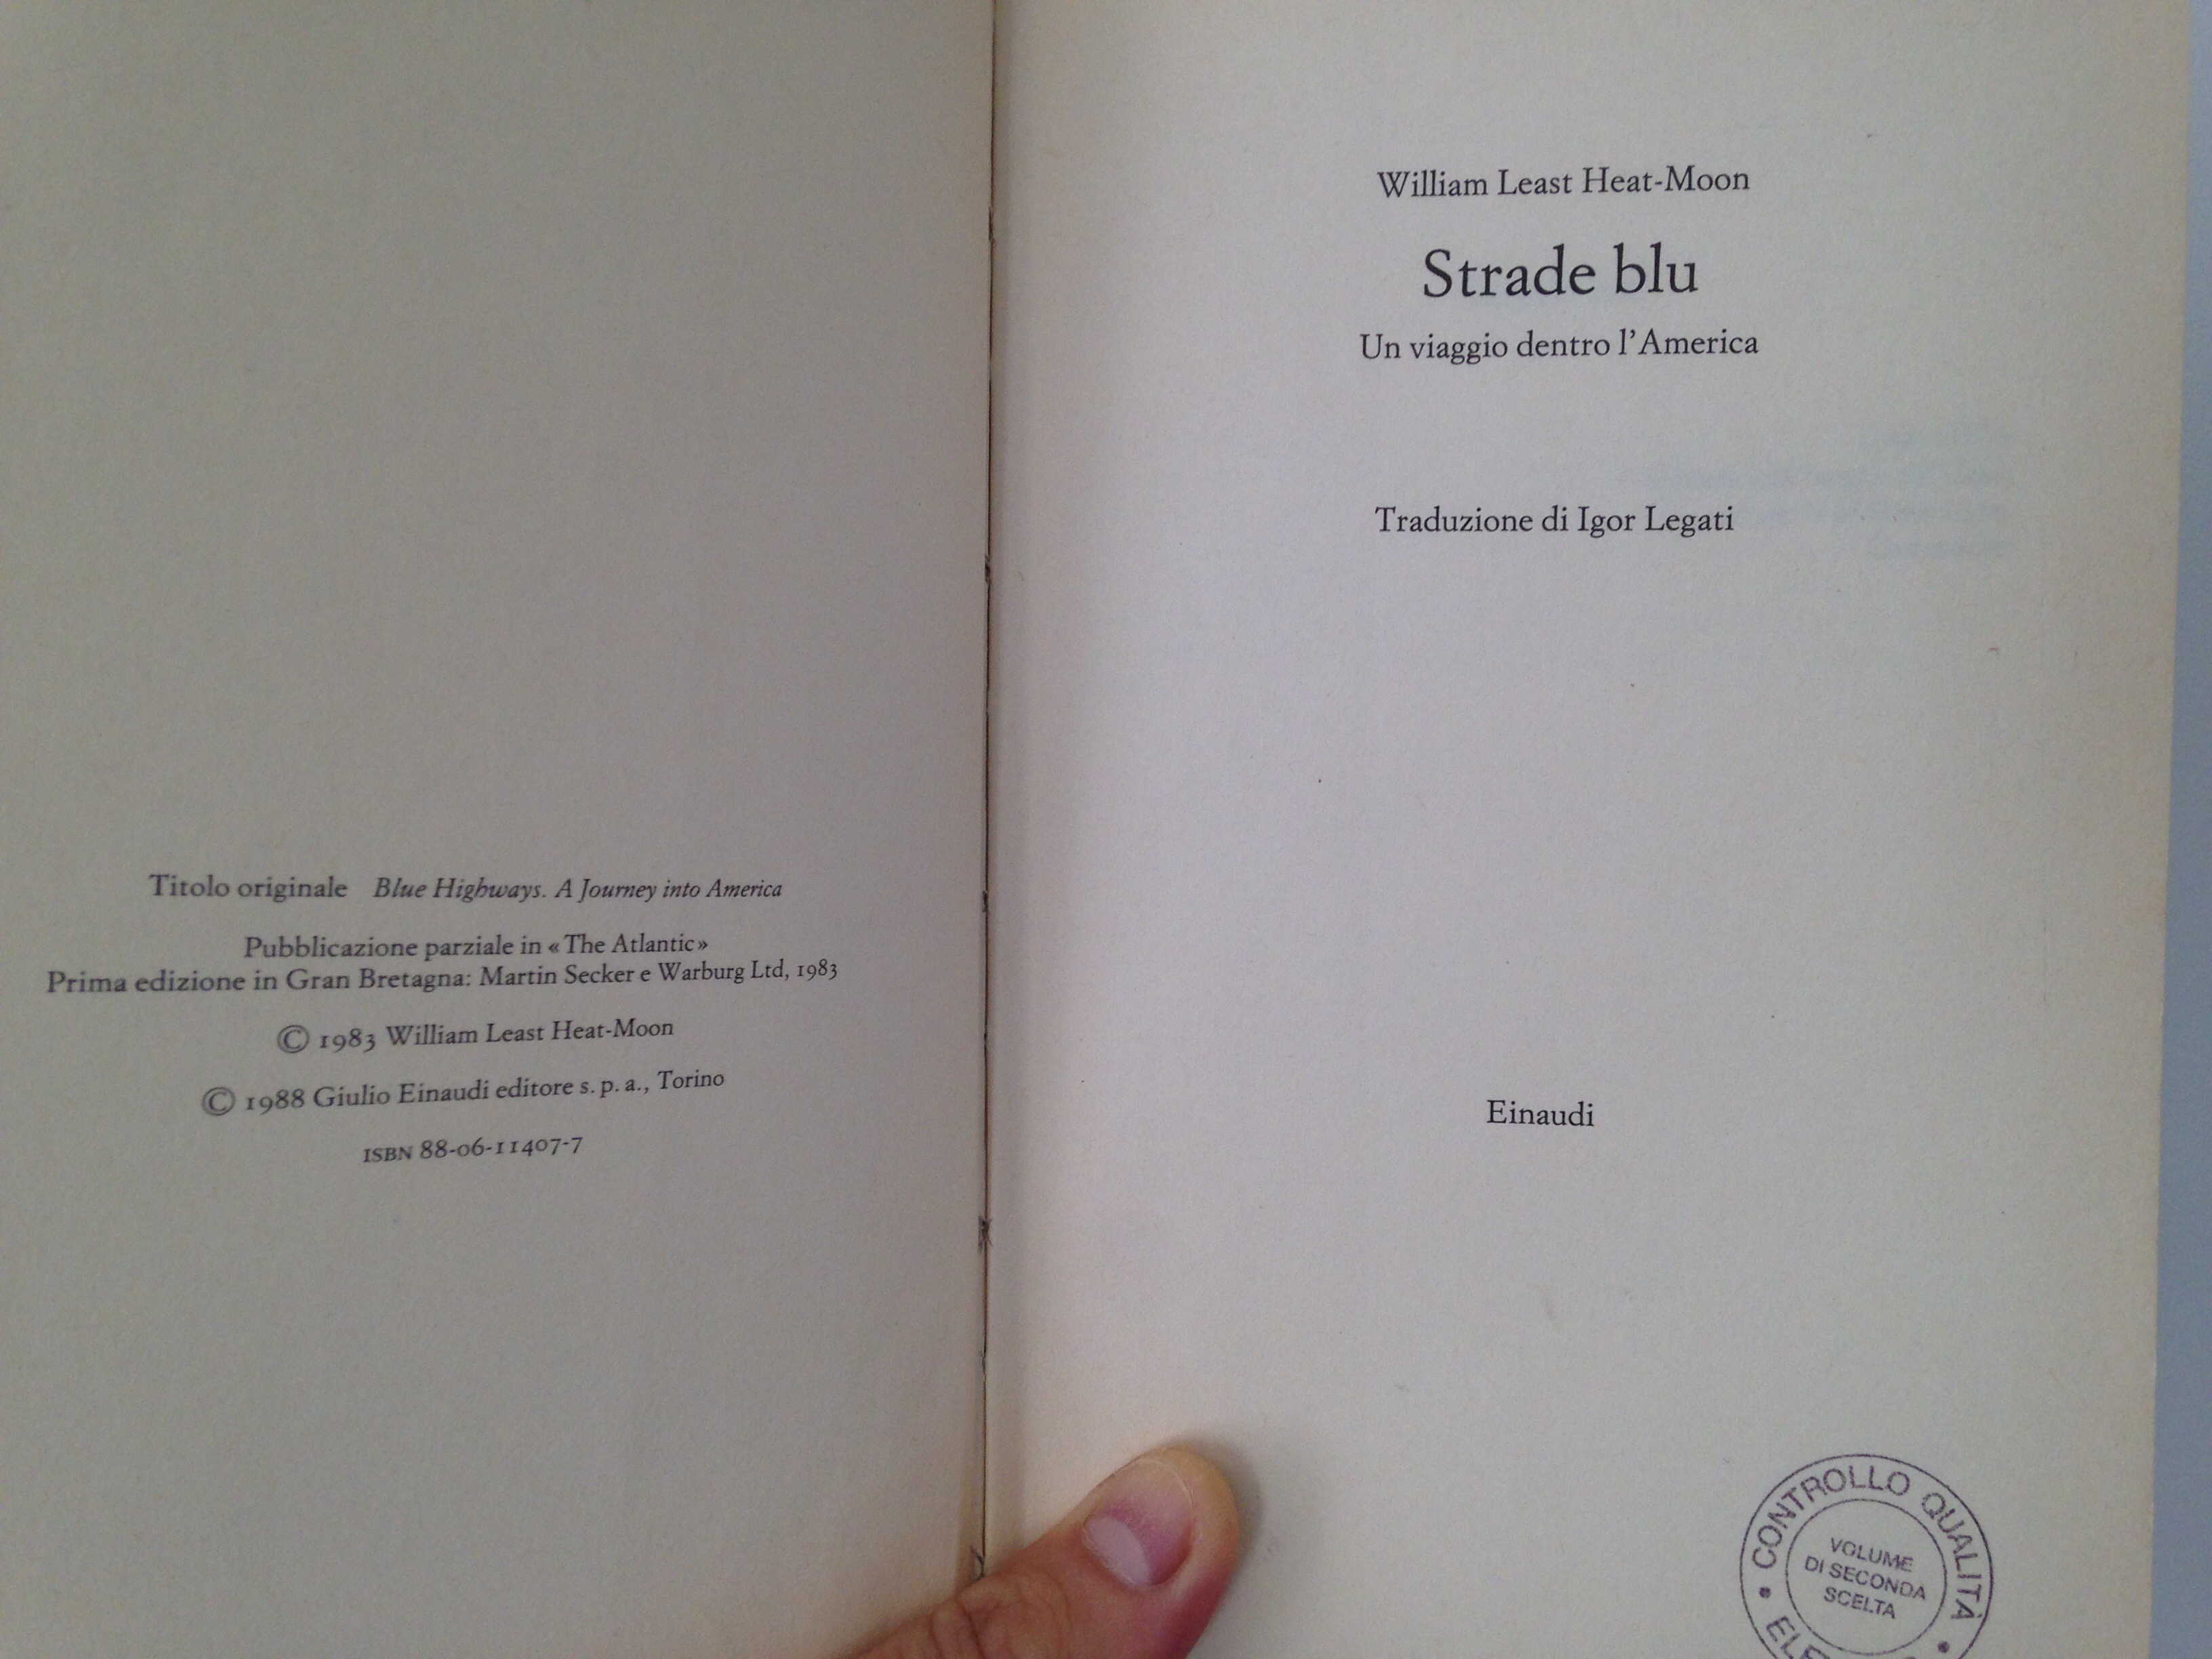 Titolo originale Blue Highways. A Journey into America
Pubblicazione parziale in «The Atlantic»
Prima edizione in Gran Bretagna: Martin Secker e Warburg Ltd, 1983
© 1983 William Least Heat-Moon
© 1988 Giulio Einaudi editore s. p. a., Torino
ISBN 88-06-11407-7
William Least Heat-Moon
Strade blu
Un viaggio dentro l'America
Traduzione di Igor Legati
Einaudi
CONTROLLO QUALITÀ
VOLUME
DI SECONDA
SCELTA